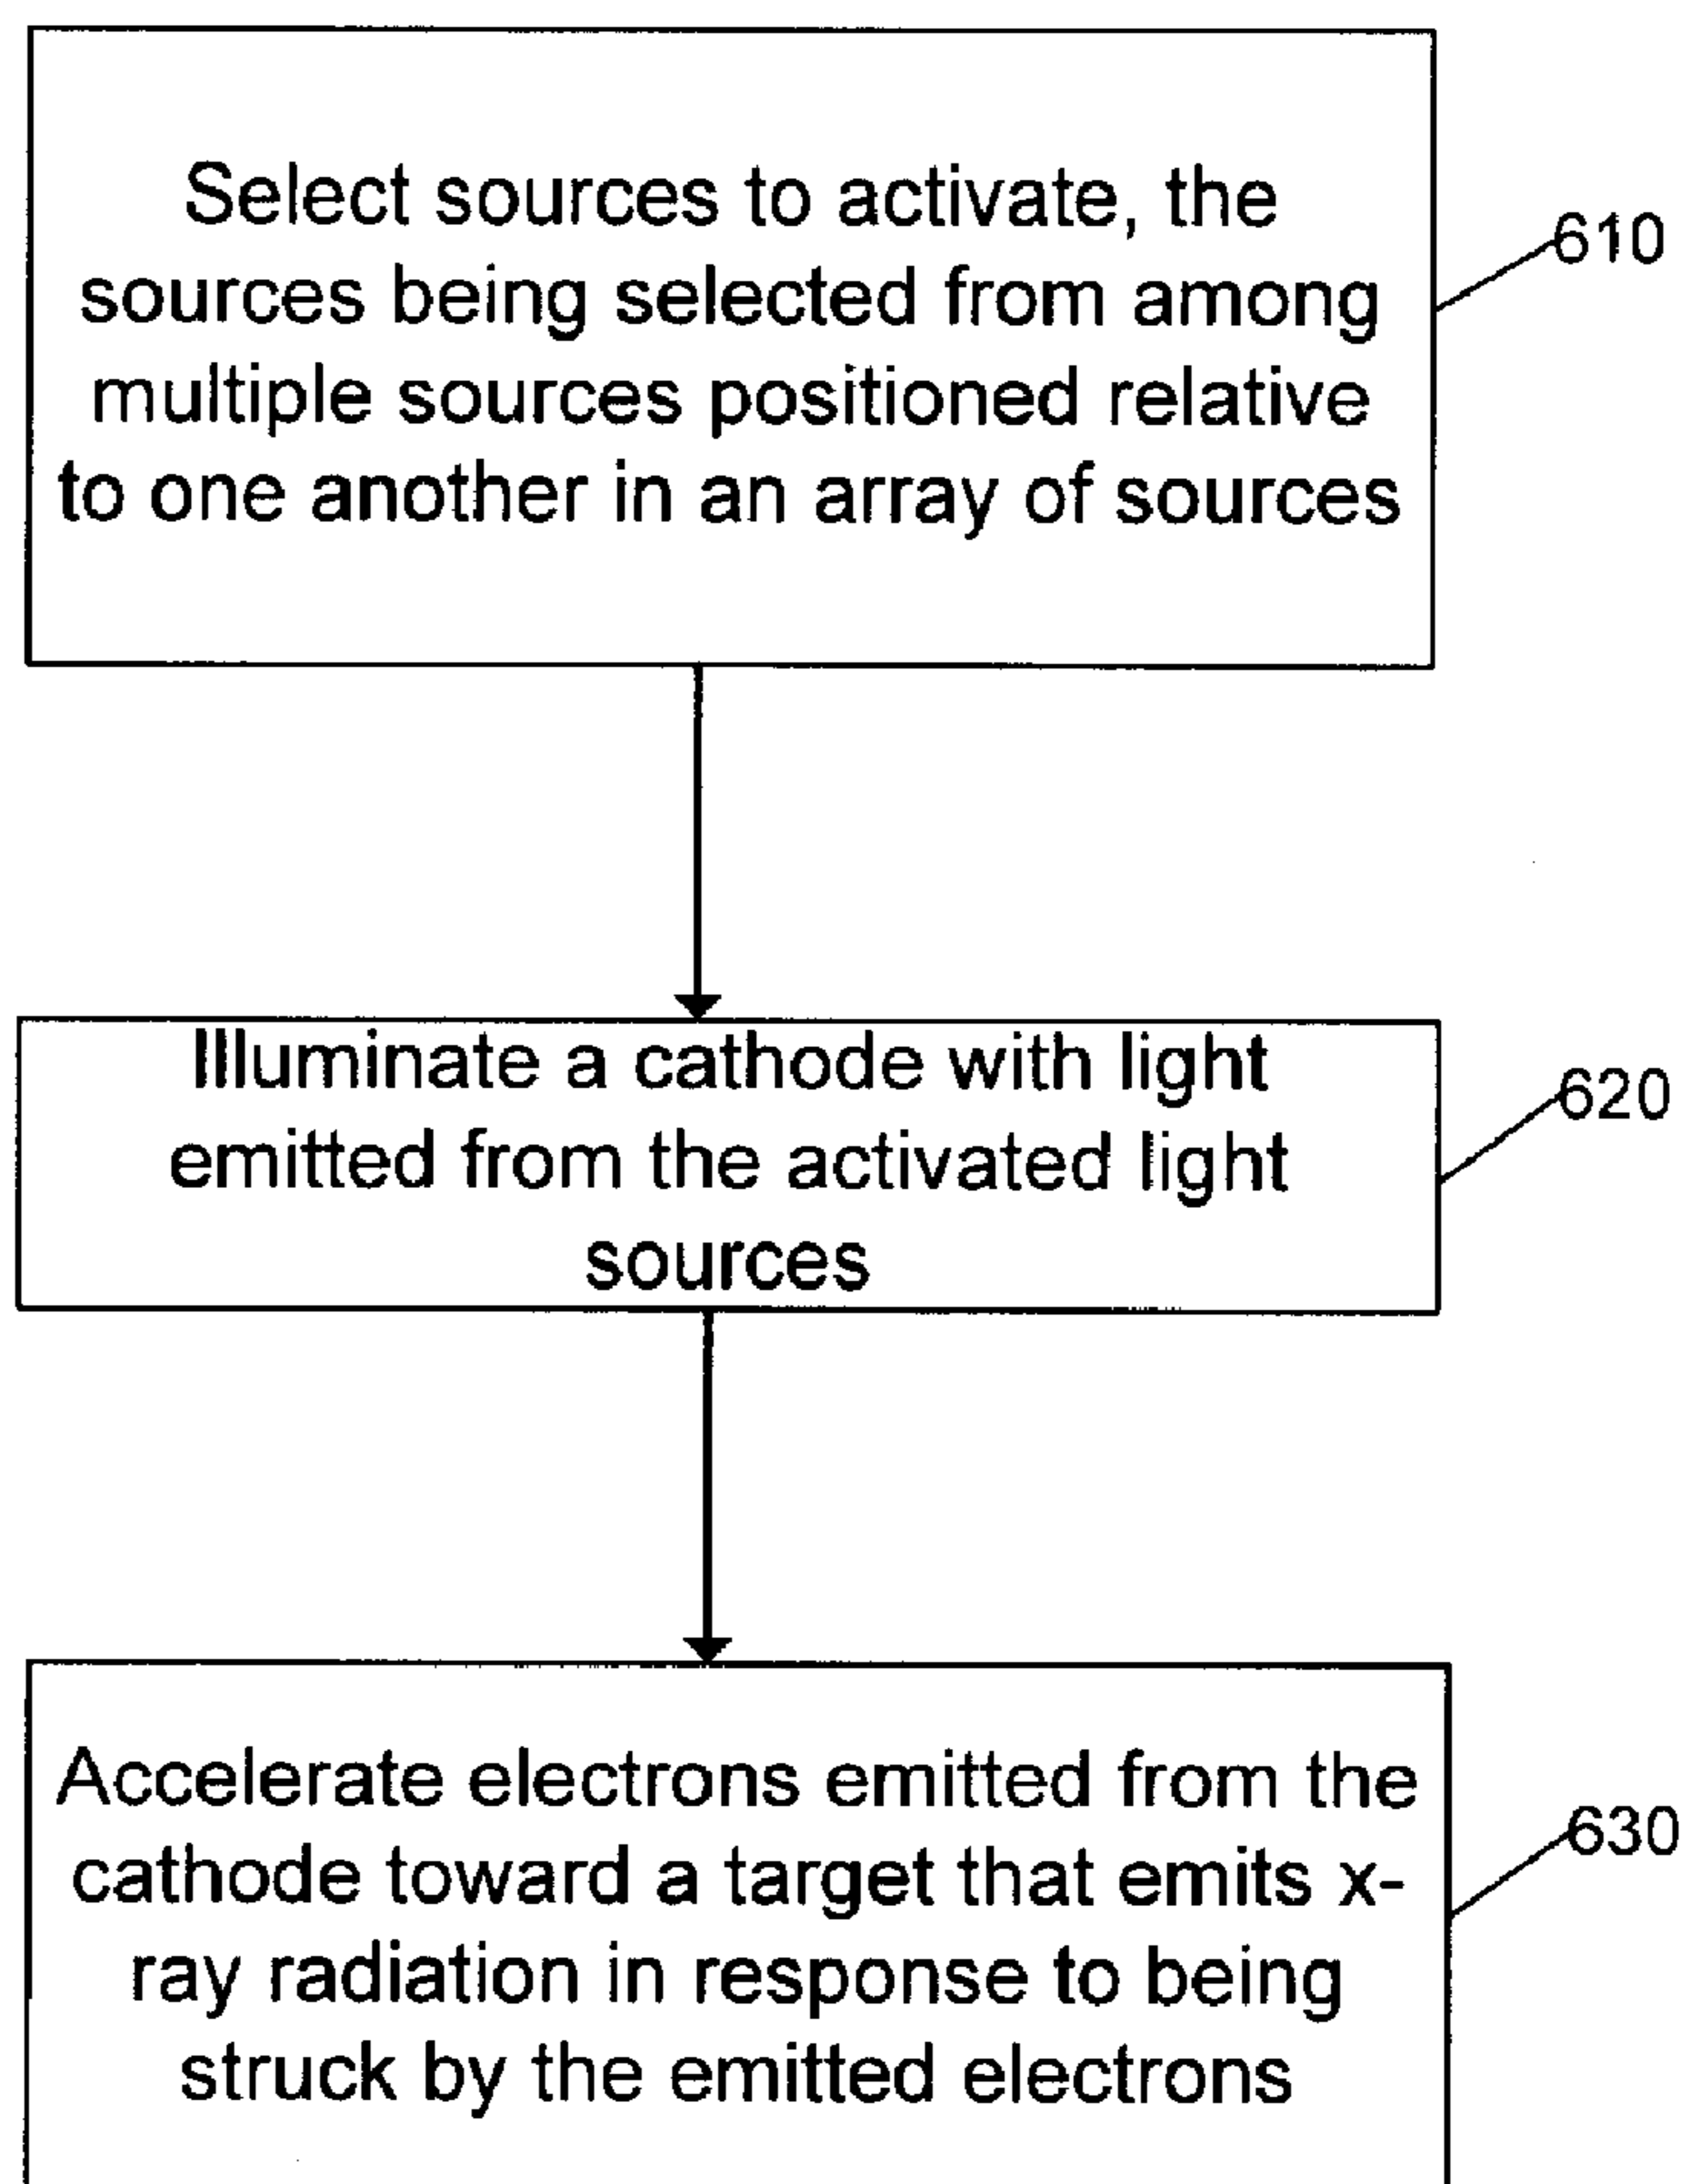 Select sources to activate, the
sources being selected from among
multiple sources positioned relative
to one another in an array of sources
610
Illuminate a cathode with light
emitted from the activated light
sources
620
Accelerate electrons emitted from the
cathode toward a target that emits x-
ray radiation in response to being
struck by the emitted electrons
630